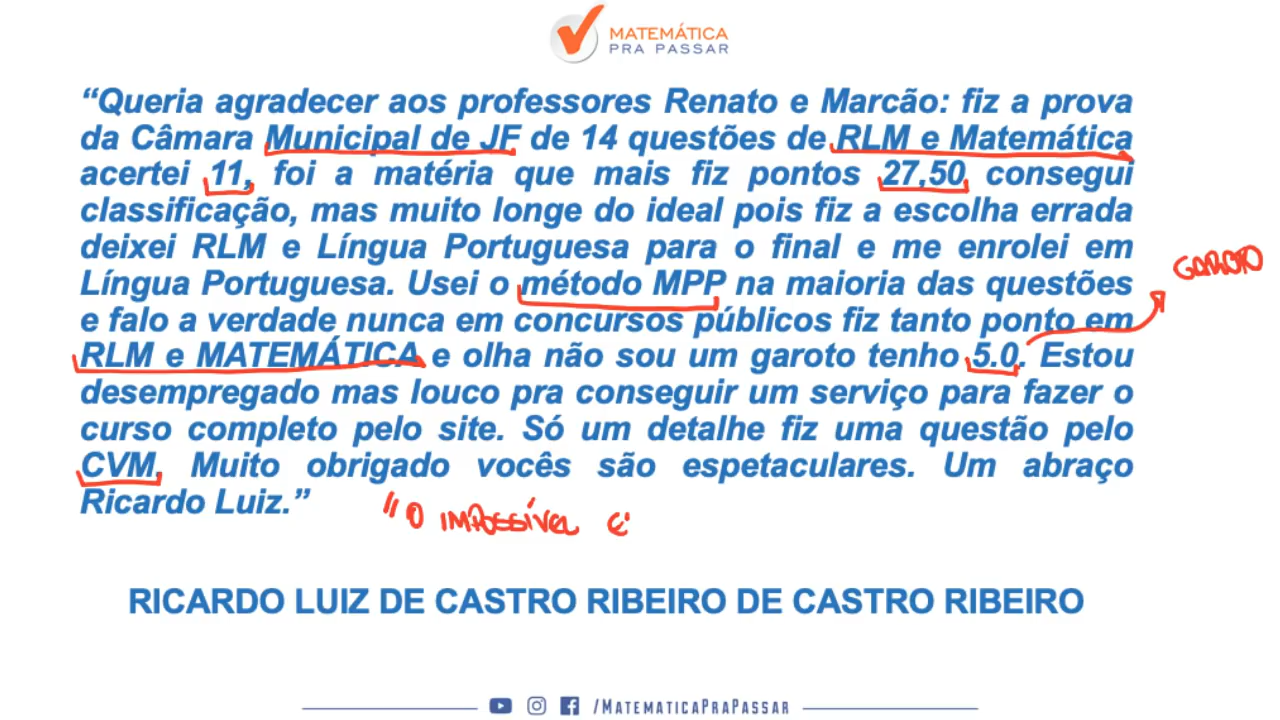 MATEMÁTICA
PRA PASSAR
“Queria agradecer aos professores Renato e Marcão: fiz a prova
da Câmara Municipal de JF de 14 questões de RLM e Matemática
acertei 11, foi a matéria que mais fiz pontos 27,50 consegui
classificação, mas muito longe do ideal pois fiz a escolha errada
deixei RLM e Língua Portuguesa para o final e me enrolei em
Língua Portuguesa. Usei o método MPP na maioria das questões
e falo a verdade nunca em concursos públicos fiz tanto ponto em
RLM e MATEMÁTICA e olha não sou um garoto tenho 5.0. Estou
desempregado mas louco pra conseguir um serviço para fazer o
curso completo pelo site. Só um detalhe fiz uma questão pelo
CVM. Muito obrigado vocês são espetaculares. Um abraço
Ricardo Luiz.”
GAROTO
"O IMPOSSÍVEL É
RICARDO LUIZ DE CASTRO RIBEIRO DE CASTRO RIBEIRO
/MATEMATICAPRAPASSAR